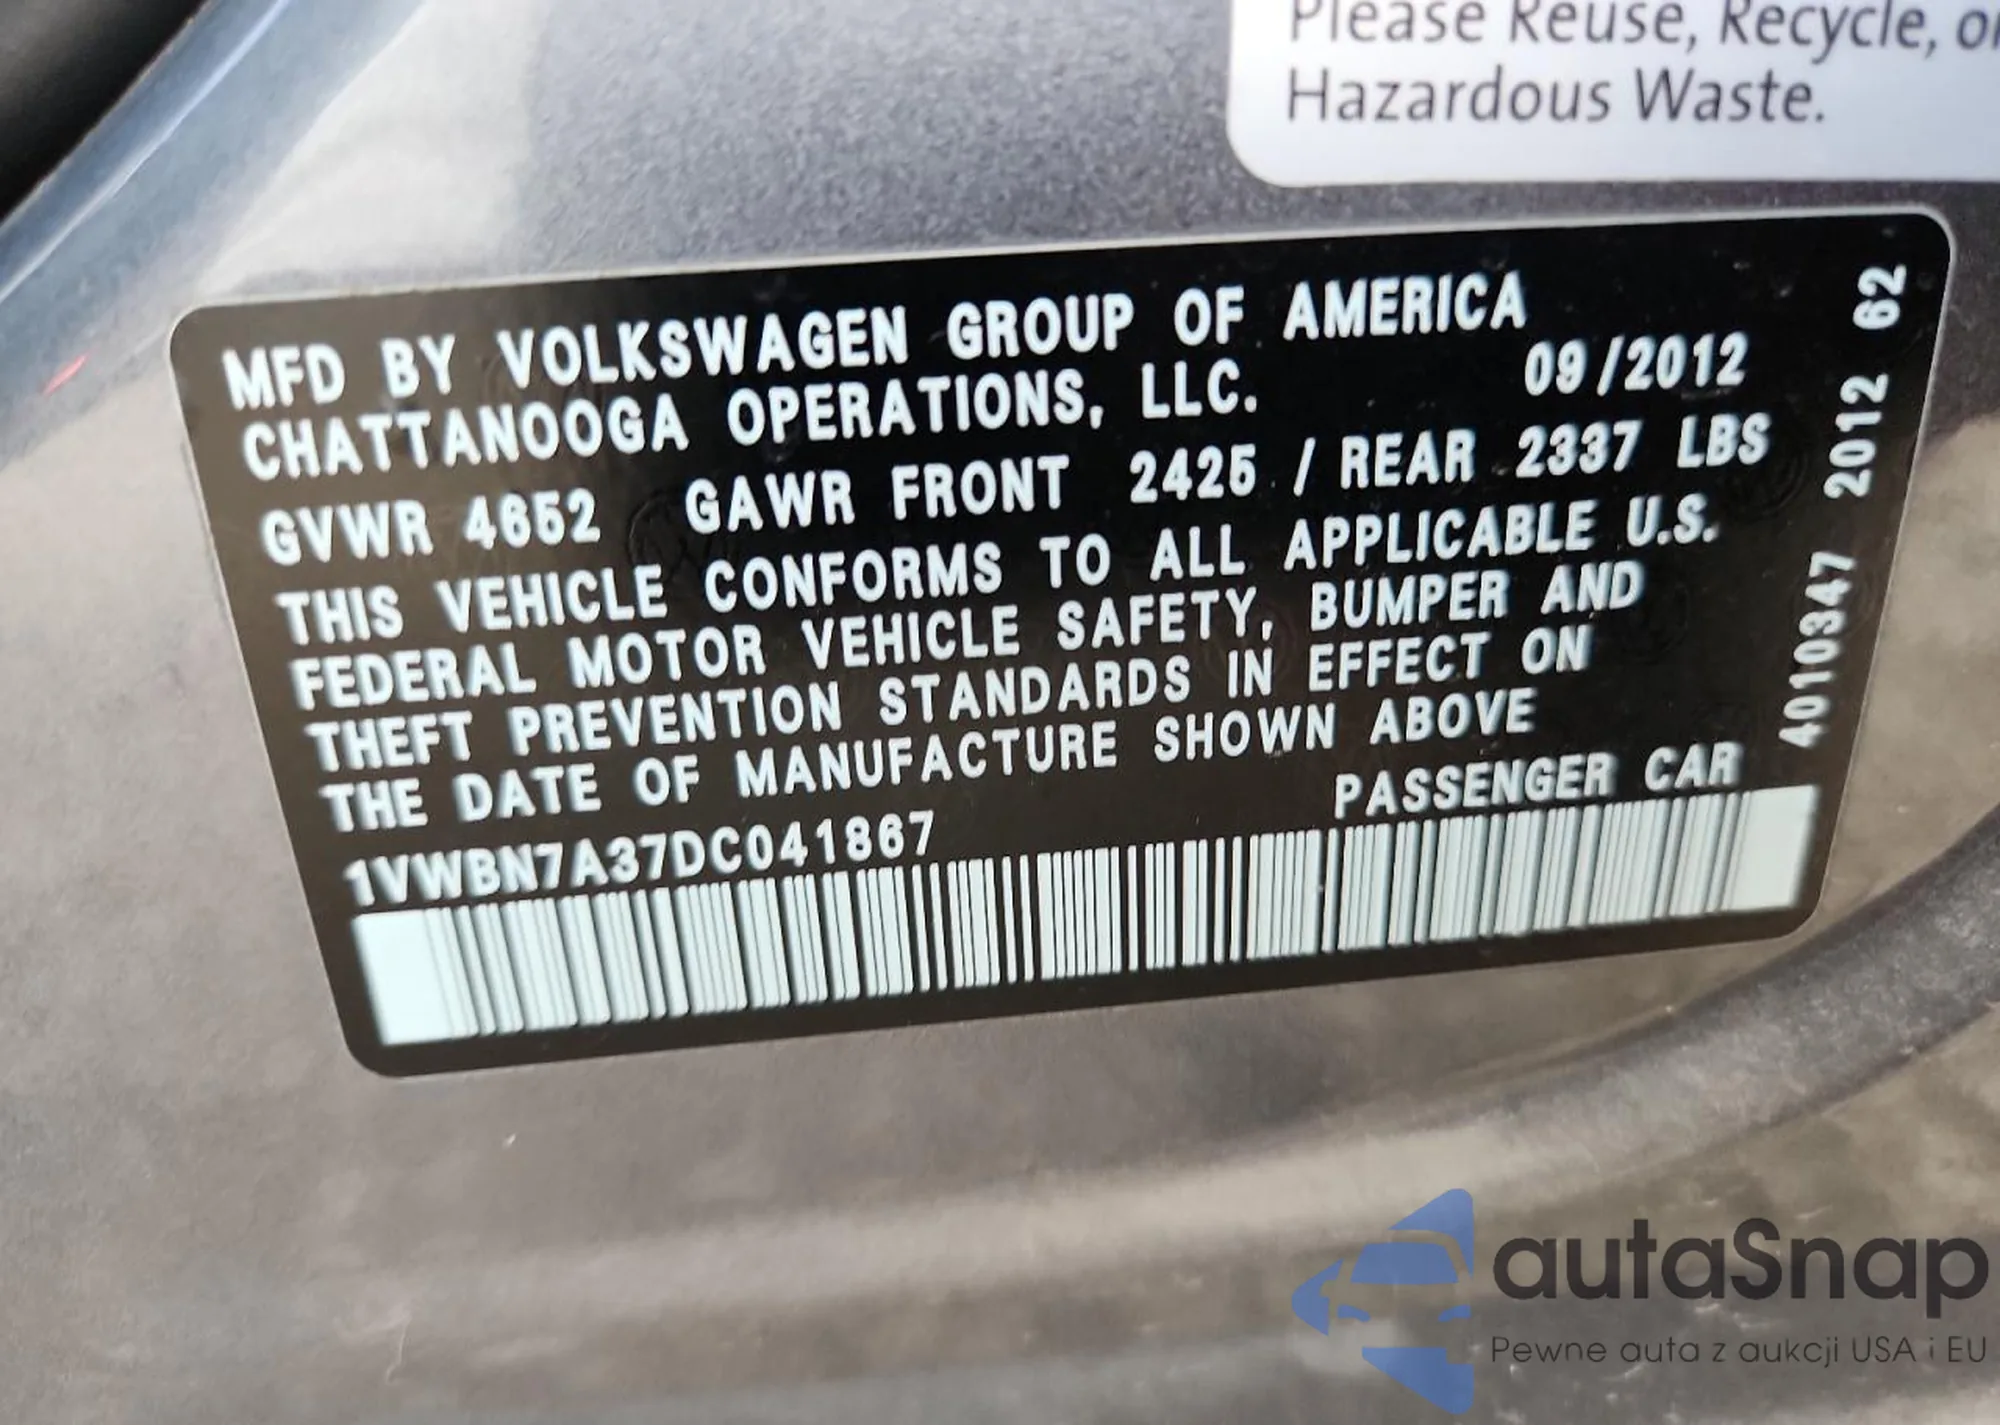 Please Reuse, Recycle, or
Hazardous Waste.
MFD BY VOLKSWAGEN GROUP OF AMERICA
CHATTANOOGA OPERATIONS, LLC. 09/2012
GVWR 4652 GAWR FRONT 2425 / REAR 2337 LBS
THIS VEHICLE CONFORMS TO ALL APPLICABLE U.S.
FEDERAL MOTOR VEHICLE SAFETY, BUMPER AND
THEFT PREVENTION STANDARDS IN EFFECT ON
THE DATE OF MANUFACTURE SHOWN ABOVE
1VWBN7A37DC041867 PASSENGER CAR
4010347 2012 62
autaSnap
Pewne auta z aukcji USA i EU